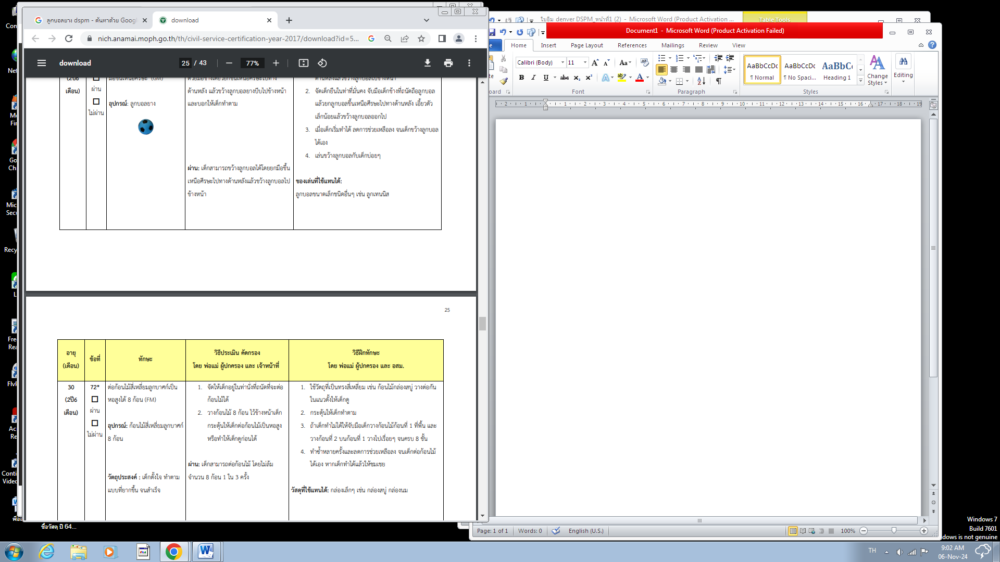 ลูกบอลยาง dspm - ค้นหาด้วย Googl
download
nich.anamai.moph.go.th/th/civil-service-certification-year-2017/download?id=5...
download
25 / 43
77%
เดือน)
ผ่าน
ไม่ผ่าน
มือขึ้นเหนือศีรษะ (GM)
อุปกรณ์: ลูกบอลยาง
ด้านหลัง แล้วขว้างลูกบอลยางบีบไปข้างหน้า
และบอกให้เด็กทำตาม
ผ่าน: เด็กสามารถขว้างลูกบอลได้โดยยกมือขึ้น
เหนือศีรษะไปทางด้านหลังแล้วขว้างลูกบอลไป
ข้างหน้า
2. จัดเด็กยืนในท่าที่มั่นคง จับมือเด็กข้างที่ถนัดถือลูกบอล
แล้วยกลูกบอลขึ้นเหนือศีรษะไปทางด้านหลัง เอี้ยวตัว
เล็กน้อยแล้วขว้างลูกบอลออกไป
3. เมื่อเด็กเริ่มทำได้ ลดการช่วยเหลือลง จนเด็กขว้างลูกบอล
ได้เอง
4. เล่นขว้างลูกบอลกับเด็กบ่อยๆ
ของเล่นที่ใช้แทนได้:
ลูกบอลขนาดเล็กชนิดอื่นๆ เช่น ลูกเทนนิส
25
อายุ
(เดือน)
ข้อที่
ทักษะ
วิธีประเมิน คัดกรอง
โดย พ่อแม่ ผู้ปกครอง และ เจ้าหน้าที่
วิธีฝึกทักษะ
โดย พ่อแม่ ผู้ปกครอง และ อสม.
30
(2ปี6
เดือน)
72*
ผ่าน
ไม่ผ่าน
ต่อก้อนไม้สี่เหลี่ยมลูกบาศก์เป็น
หอสูงได้ 8 ก้อน (FM)
อุปกรณ์: ก้อนไม้สี่เหลี่ยมลูกบาศก์
8 ก้อน
วัตถุประสงค์ : เด็กตั้งใจ ทำตาม
แบบที่ยากขึ้น จนสำเร็จ
1. จัดให้เด็กอยู่ในท่านั่งที่ถนัดที่จะต่อ
ก้อนไม้ได้
2. วางก้อนไม้ 8 ก้อน ไว้ข้างหน้าเด็ก
กระตุ้นให้เด็กต่อก้อนไม้เป็นหอสูง
หรือทำให้เด็กดูก่อนได้
ผ่าน: เด็กสามารถต่อก้อนไม้ โดยไม่ล้ม
จำนวน 8 ก้อน 1 ใน 3 ครั้ง
1. ใช้วัตถุที่เป็นทรงสี่เหลี่ยม เช่น ก้อนไม้กล่องสบู่ วางต่อกัน
ในแนวตั้งให้เด็กดู
2. กระตุ้นให้เด็กทำตาม
3. ถ้าเด็กทำไม่ได้ให้จับมือเด็กวางก้อนไม้ก้อนที่ 1 ที่พื้น และ
วางก้อนที่ 2 บนก้อนที่ 1 วางไปเรื่อยๆ จนครบ 8 ชั้น
4. ทำซ้ำหลายครั้งและลดการช่วยเหลือลง จนเด็กต่อก้อนไม้
ได้เอง หากเด็กทำได้แล้วให้ชมเชย
วัสดุที่ใช้แทนได้: กล่องเล็กๆ เช่น กล่องสบู่ กล่องนม
ใบยืม denver DSPM_หน้าที่1 (2) - Microsoft Word (Product Activation ...
Table Tools
Document1 - Microsoft Word (Product Activation Failed)
Home Insert Page Layout References Mailings Review View
Calibri (Body) 11
AaBbCcDc AaBbCcDc AaBbC
¶ Normal ¶ No Spaci... Heading 1
Change
Styles
Editing
Font Paragraph Styles
Page: 1 of 1 Words: 0 English (U.S.) 100%
ซื้อวัสดุ ปี 64...
Windows 7
Build 7601
TH
9:02 AM
06-Nov-24